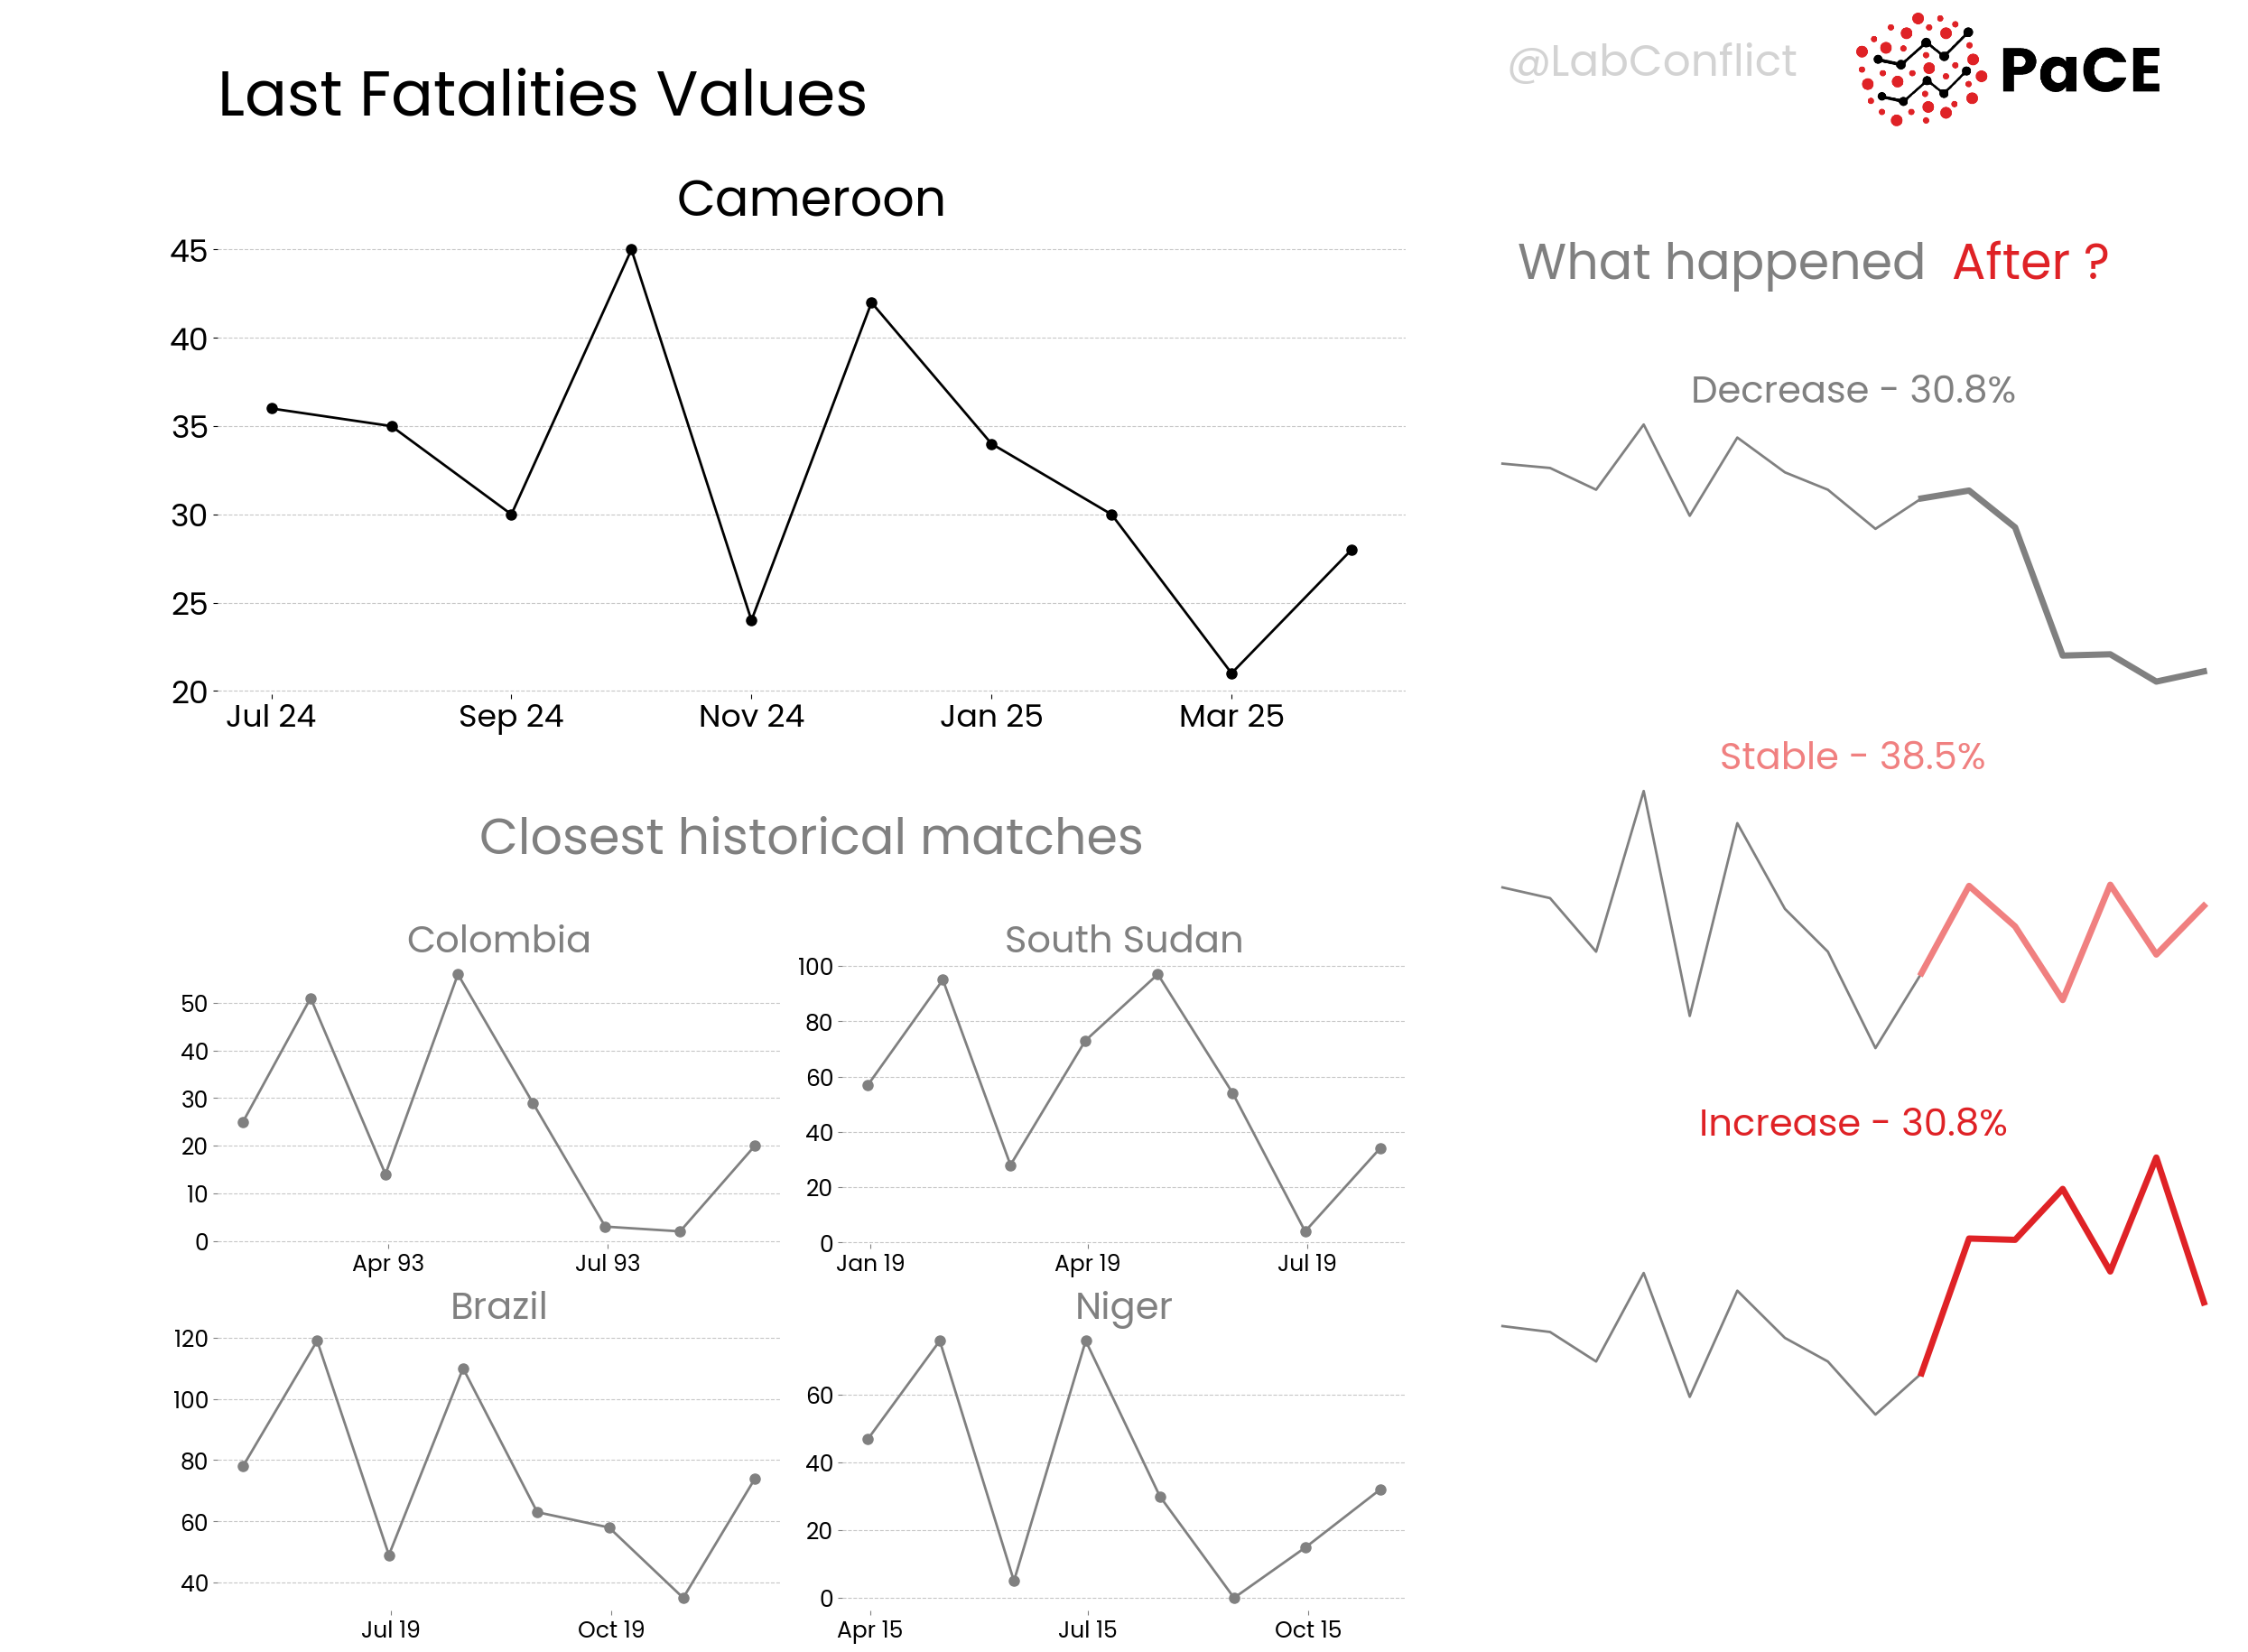 @LabConflict
PaCE
Last Fatalities Values
Cameroon
45
40
35
30
25
20
Jul 24 Sep 24 Nov 24 Jan 25 Mar 25
What happened After ?
Decrease - 30.8%
Stable - 38.5%
Increase - 30.8%
Closest historical matches
Colombia
50
40
30
20
10
0
Apr 93 Jul 93
South Sudan
100
80
60
40
20
0
Jan 19 Apr 19 Jul 19
Brazil
120
100
80
60
40
Jul 19 Oct 19
Niger
60
40
20
0
Apr 15 Jul 15 Oct 15